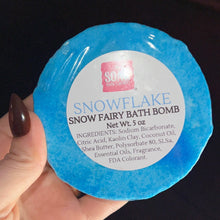 SOAP
SNOWFLAKE
SNOW FAIRY BATH BOMB
Net Wt. 5 oz
INGREDIENTS: Sodium Bicarbonate,
Citric Acid, Kaolin Clay, Coconut Oil,
Shea Butter, Polysorbate 80, SLSa,
Essential Oils, Fragrance,
FDA Colorant.